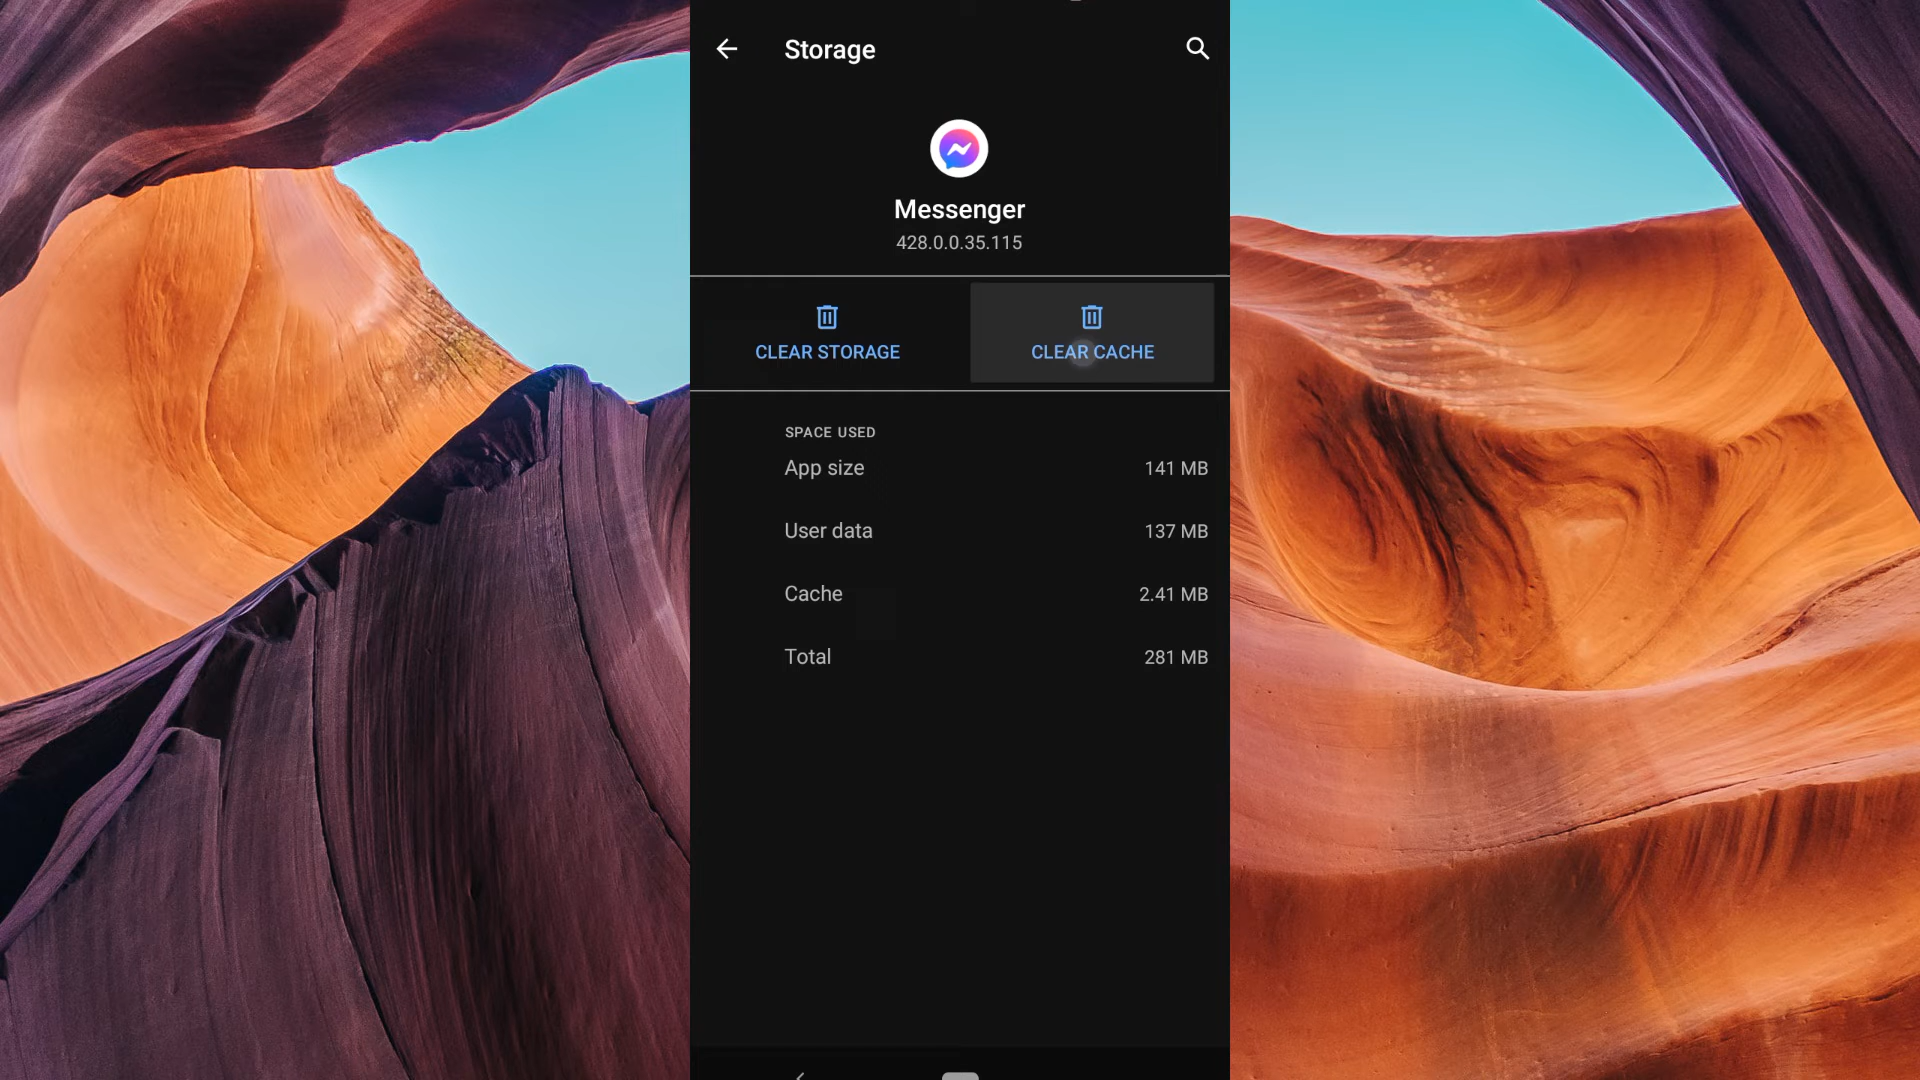 Storage
Messenger
428.0.0.35.115
CLEAR STORAGE
CLEAR CACHE
SPACE USED
App size 141 MB
User data 137 MB
Cache 2.41 MB
Total 281 MB